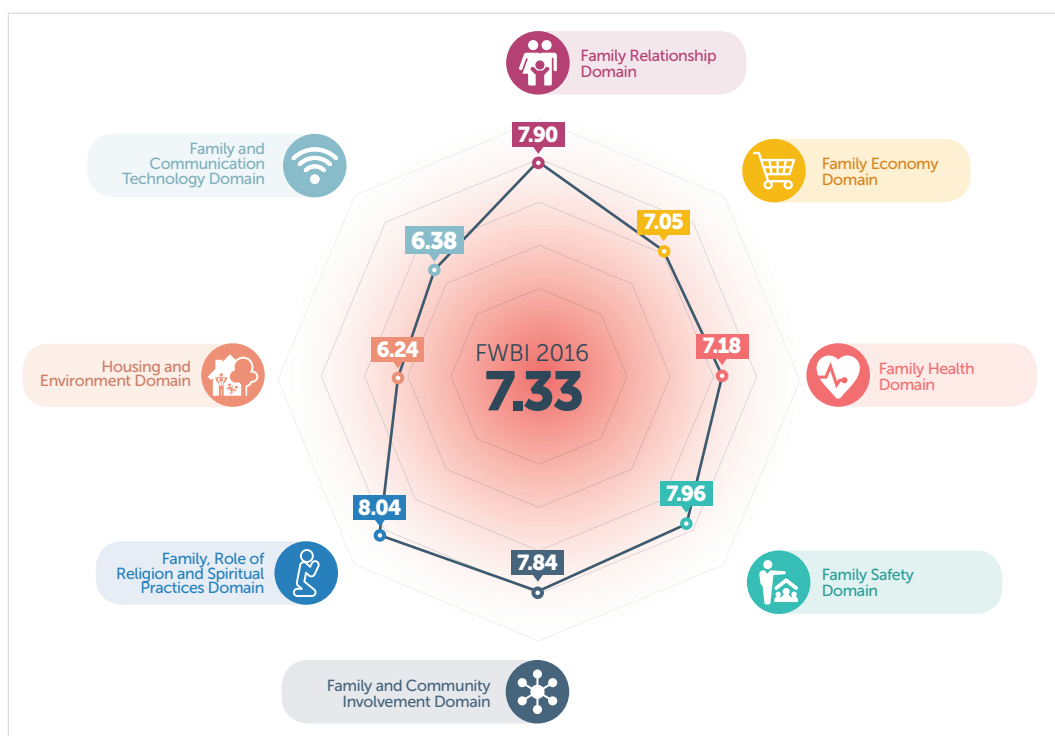 Family Relationship
Domain
7.90
Family and
Communication
Technology Domain
Family Economy
Domain
6.38
7.05
Housing and
Environment Domain
6.24
FWBI 2016
7.33
7.18
Family Health
Domain
8.04
7.96
7.84
Family, Role of
Religion and Spiritual
Practices Domain
Family Safety
Domain
Family and Community
Involvement Domain